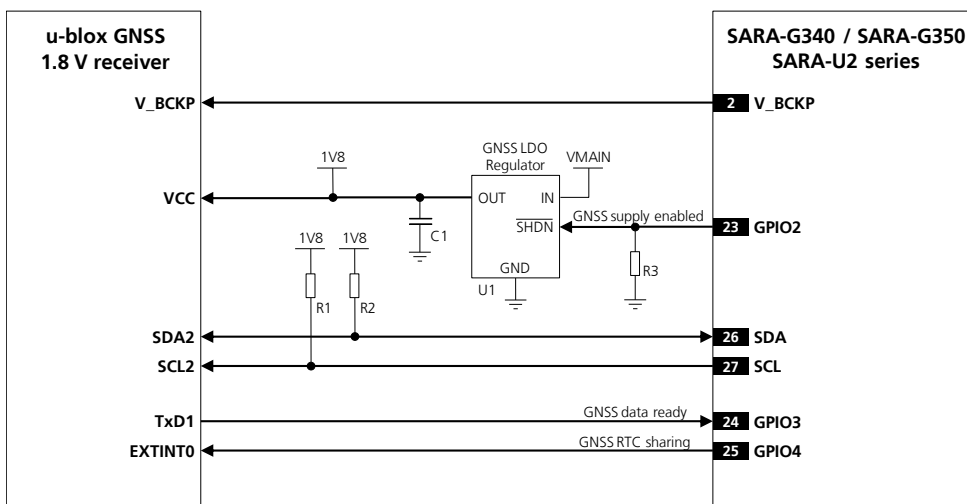 u-blox GNSS
1.8 V receiver
SARA-G340 / SARA-G350
SARA-U2 series
V_BCKP
2 V_BCKP
GNSS LDO
Regulator
VMAIN
1V8
VCC
OUT
IN
GNSS supply enabled
SHDN
23 GPIO2
C1
1V8
1V8
GND
R3
U1
R1
R2
SDA2
26 SDA
SCL2
27 SCL
TxD1
GNSS data ready
24 GPIO3
EXTINT0
GNSS RTC sharing
25 GPIO4